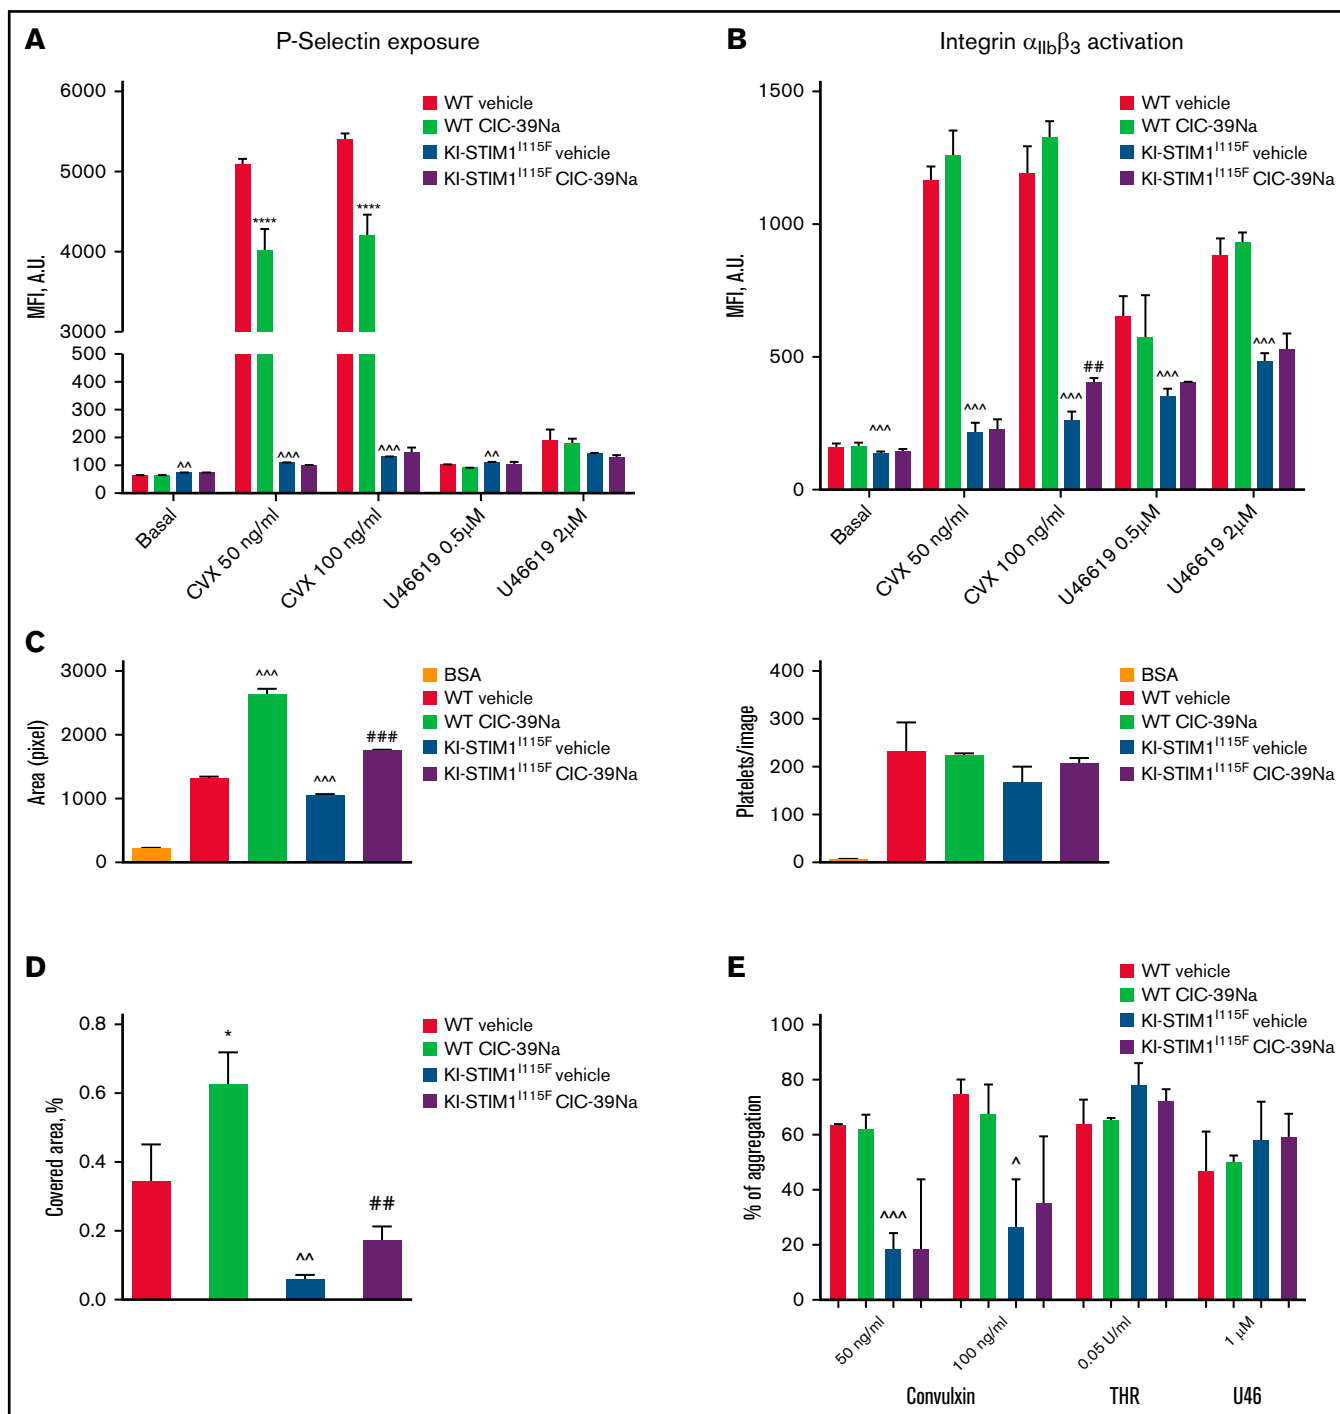 A
P-Selectin exposure
MFI, A.U.
6000
5000
4000
3000
500
400
300
200
100
0
WT vehicle
WT CIC-39Na
KI-STIM1I115F vehicle
KI-STIM1I115F CIC-39Na
****
****
^^
^^^
^^^
^^
Basal
CVX 50 ng/ml
CVX 100 ng/ml
U46619 0.5µM
U46619 2µM
B
Integrin αIIbβ3 activation
MFI, A.U.
1500
1000
500
0
WT vehicle
WT CIC-39Na
KI-STIM1I115F vehicle
KI-STIM1I115F CIC-39Na
^^^
^^^
^^^
##
^^^
^^^
Basal
CVX 50 ng/ml
CVX 100 ng/ml
U46619 0.5µM
U46619 2µM
C
Area (pixel)
3000
2000
1000
0
^^^
^^^
###
BSA
WT vehicle
WT CIC-39Na
KI-STIM1I115F vehicle
KI-STIM1I115F CIC-39Na
Platelets/image
400
300
200
100
0
BSA
WT vehicle
WT CIC-39Na
KI-STIM1I115F vehicle
KI-STIM1I115F CIC-39Na
D
Covered area, %
0.8
0.6
0.4
0.2
0.0
*
^^
##
WT vehicle
WT CIC-39Na
KI-STIM1I115F vehicle
KI-STIM1I115F CIC-39Na
E
% of aggregation
100
80
60
40
20
0
WT vehicle
WT CIC-39Na
KI-STIM1I115F vehicle
KI-STIM1I115F CIC-39Na
^^^
^
50 ng/ml
100 ng/ml
0.05 U/ml
1 µM
Convulxin
THR
U46